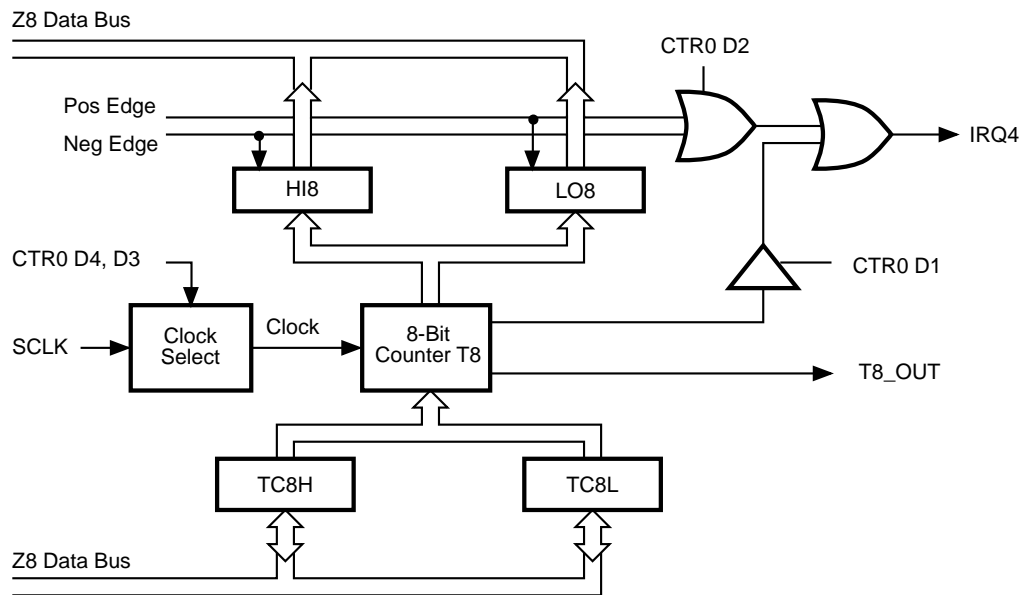 Z8 Data Bus
CTR0 D2
Pos Edge
Neg Edge
IRQ4
HI8
LO8
CTR0 D4, D3
CTR0 D1
Clock
Select
SCLK
Clock
8-Bit
Counter T8
T8_OUT
TC8H
TC8L
Z8 Data Bus